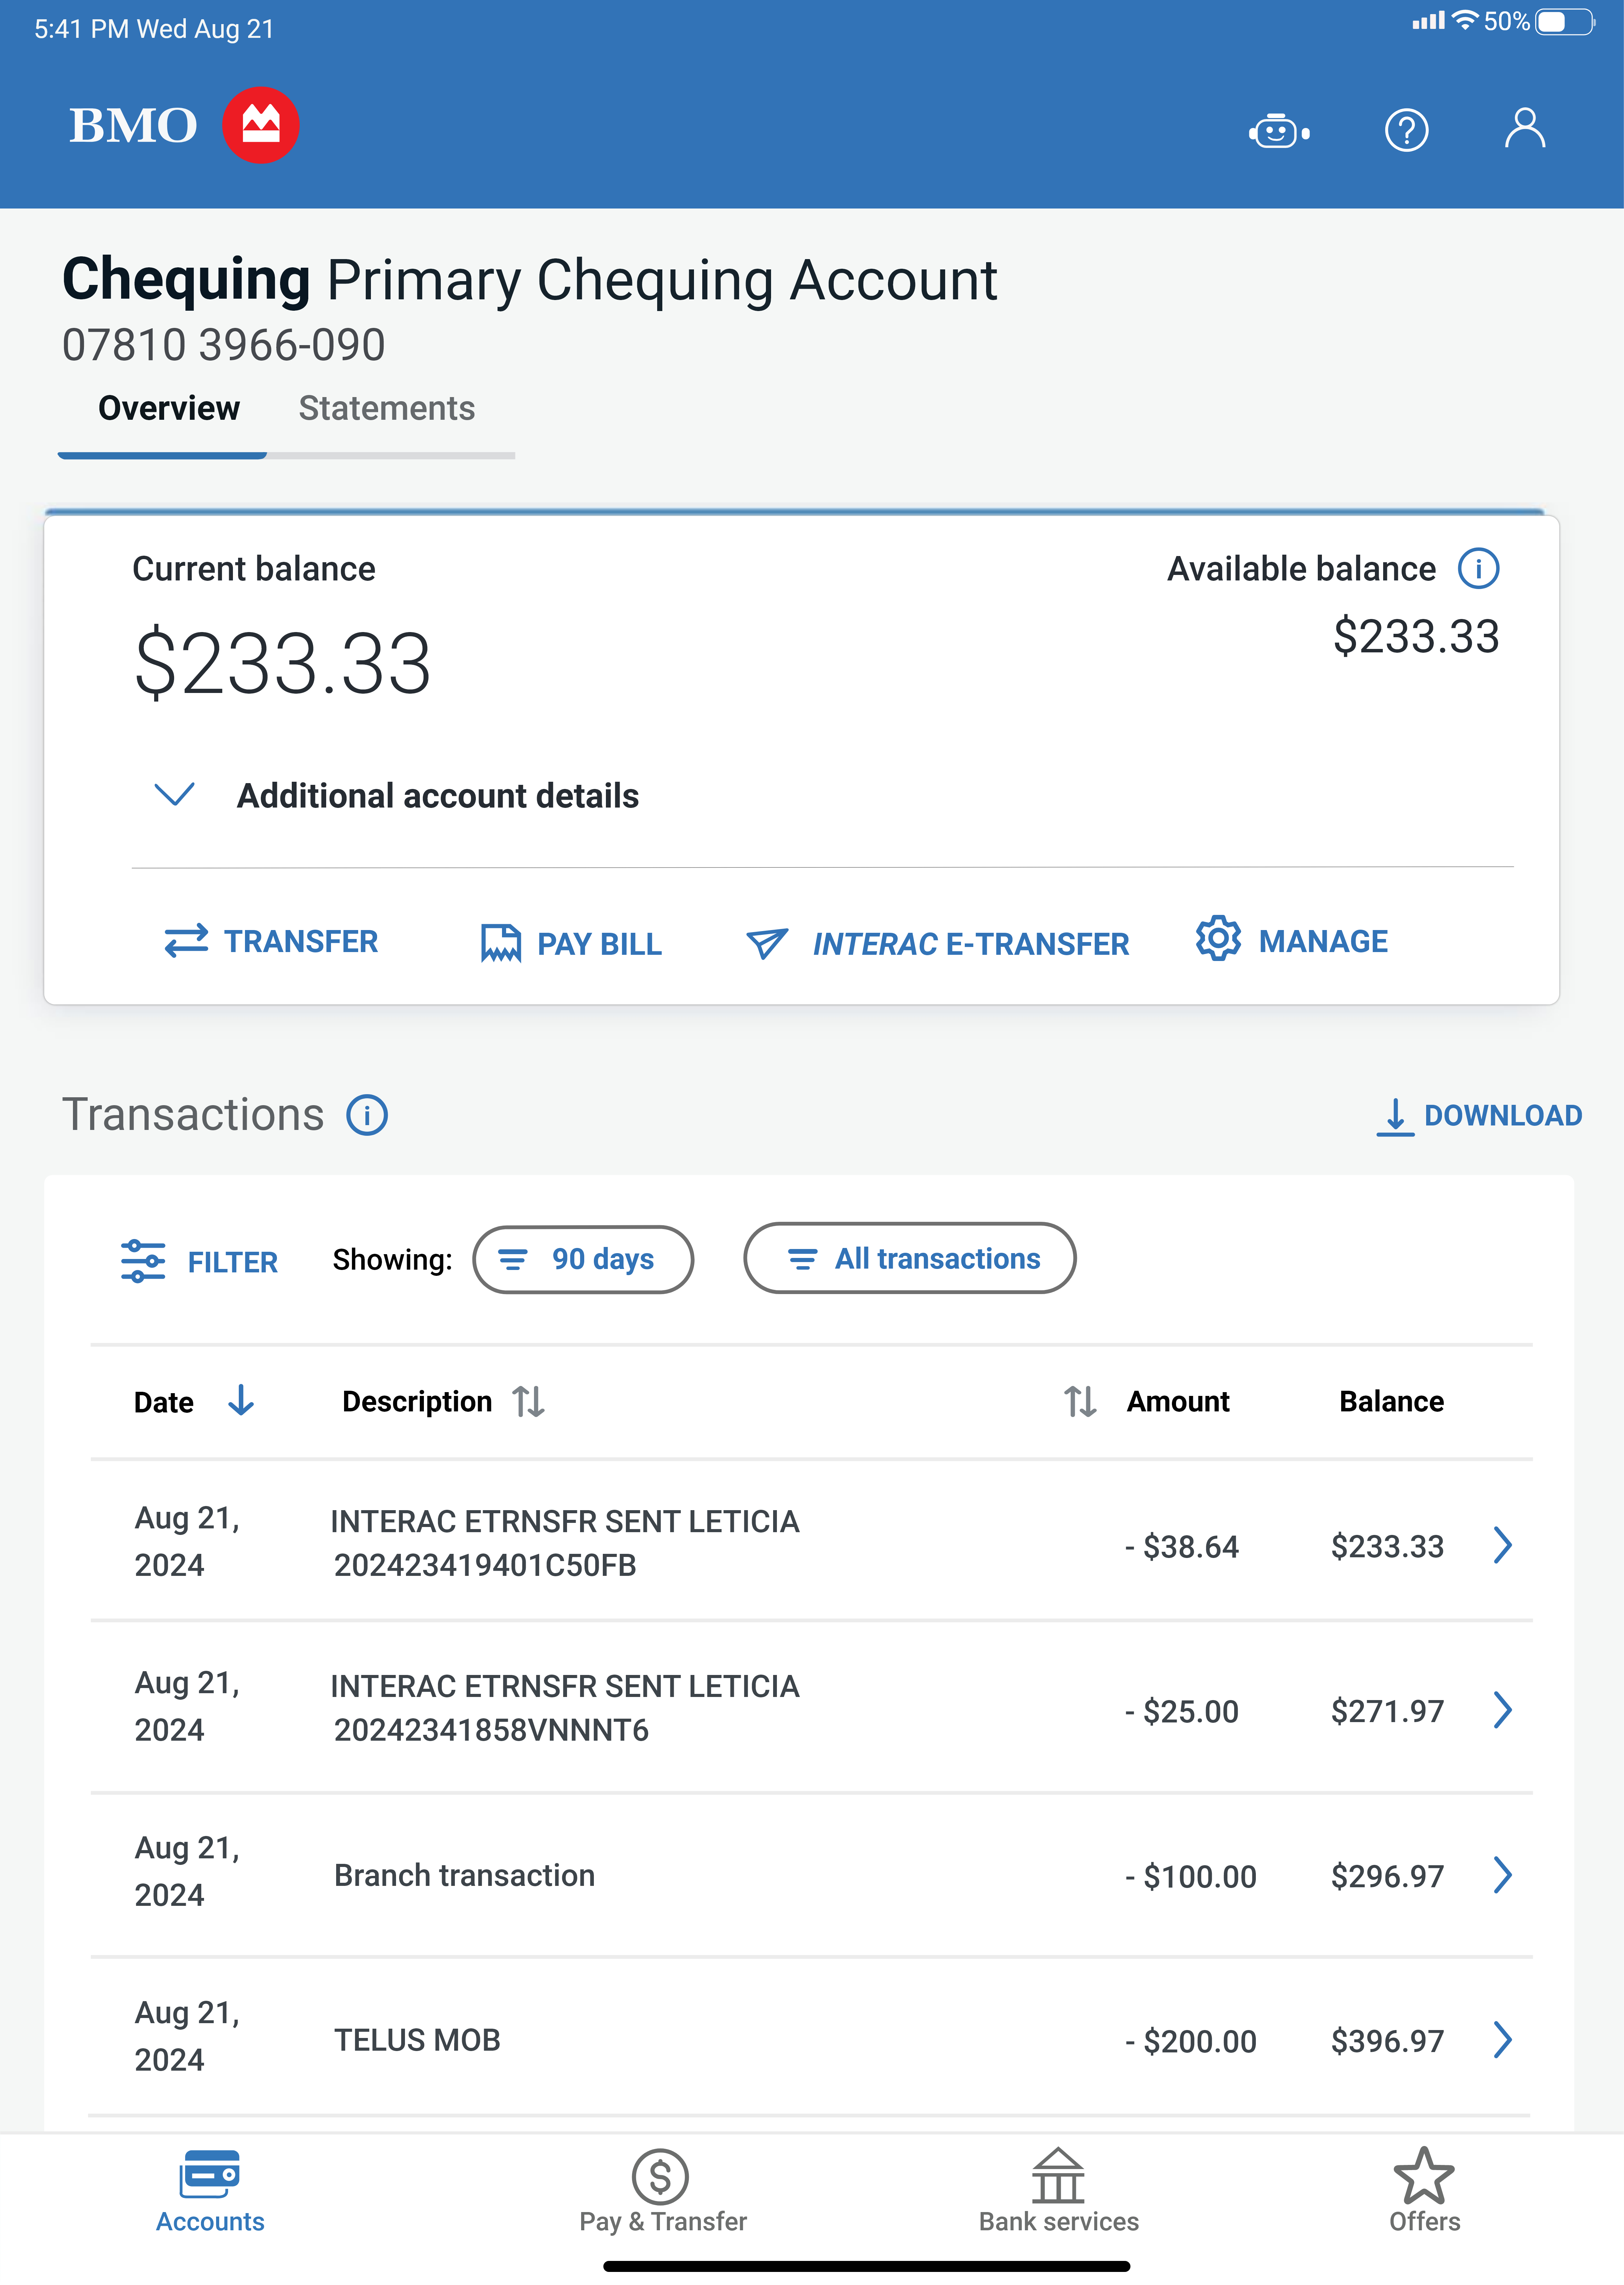 5:41 PM Wed Aug 21
50%
BMO
Chequing Primary Chequing Account
07810 3966-090
Overview Statements
Current balance Available balance
$233.33 $233.33
Additional account details
TRANSFER PAY BILL INTERAC E-TRANSFER MANAGE
Transactions DOWNLOAD
FILTER Showing: 90 days All transactions
Date Description Amount Balance
Aug 21, 2024 INTERAC ETRNSFR SENT LETICIA
202423419401C50FB - $38.64 $233.33
Aug 21, 2024 INTERAC ETRNSFR SENT LETICIA
20242341858VNNNT6 - $25.00 $271.97
Aug 21, 2024 Branch transaction - $100.00 $296.97
Aug 21, 2024 TELUS MOB - $200.00 $396.97
Accounts Pay & Transfer Bank services Offers